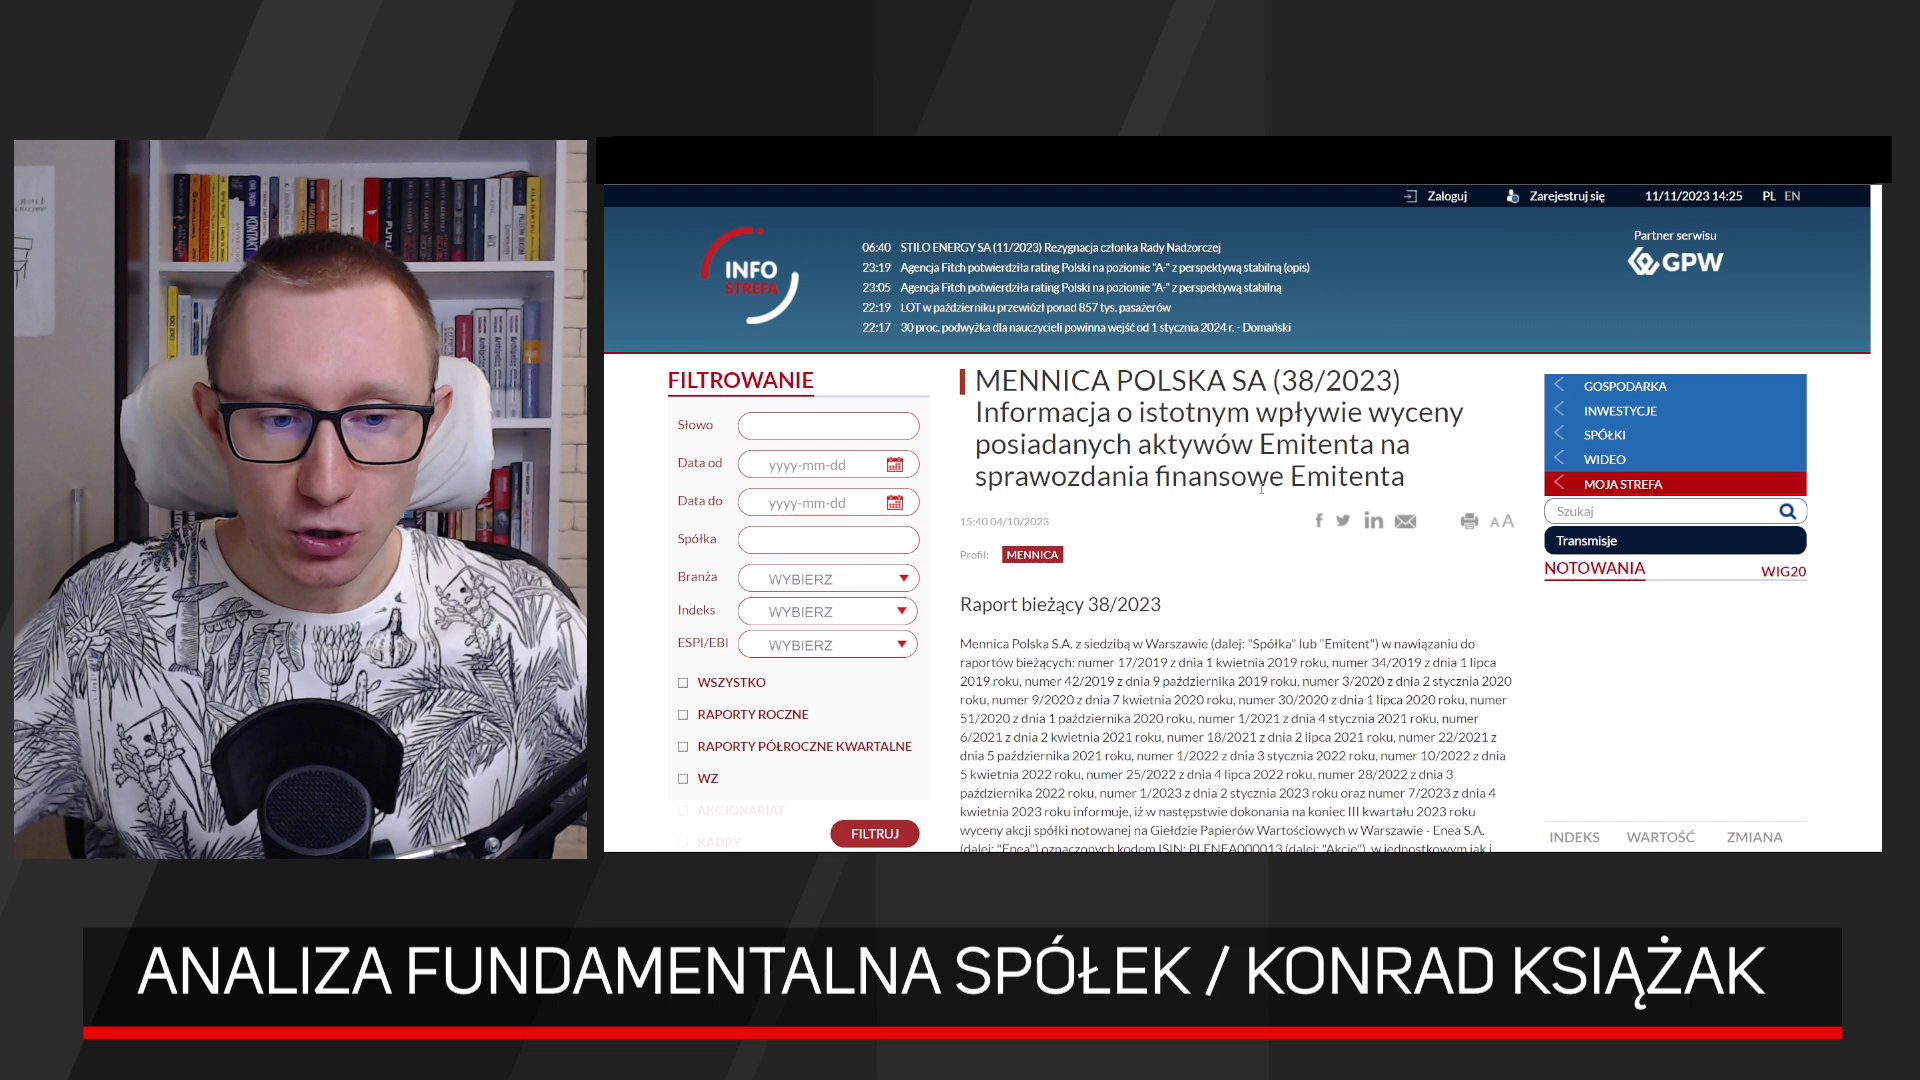 Zaloguj
Zarejestruj się
11/11/2023 14:25
PL EN
INFO
STREFA
06:40 STILO ENERGY SA (11/2023) Rezygnacja członka Rady Nadzorczej
23:19 Agencja Fitch potwierdziła rating Polski na poziomie "A-" z perspektywą stabilną (opis)
23:05 Agencja Fitch potwierdziła rating Polski na poziomie "A-" z perspektywą stabilną
22:19 LOT w październiku przewiózł ponad 857 tys. pasażerów
22:17 30 proc. podwyżka dla nauczycieli powinna wejść od 1 stycznia 2024 r. - Domański
Partner serwisu
GPW
FILTROWANIE
Słowo
Data od yyyy-mm-dd
Data do yyyy-mm-dd
Spółka
Branża WYBIERZ
Indeks WYBIERZ
ESPI/EBI WYBIERZ
WSZYSTKO
RAPORTY ROCZNE
RAPORTY PÓŁROCZNE KWARTALNE
WZ
AKCJONARIAT
KADRY
FILTRUJ
MENNICA POLSKA SA (38/2023)
Informacja o istotnym wpływie wyceny
posiadanych aktywów Emitenta na
sprawozdania finansowe Emitenta
15:40 04/10/2023
A A
Profil: MENNICA
Raport bieżący 38/2023
Mennica Polska S.A. z siedzibą w Warszawie (dalej: "Spółka" lub "Emitent") w nawiązaniu do
raportów bieżących: numer 17/2019 z dnia 1 kwietnia 2019 roku, numer 34/2019 z dnia 1 lipca
2019 roku, numer 42/2019 z dnia 9 października 2019 roku, numer 3/2020 z dnia 2 stycznia 2020
roku, numer 9/2020 z dnia 7 kwietnia 2020 roku, numer 30/2020 z dnia 1 lipca 2020 roku, numer
51/2020 z dnia 1 października 2020 roku, numer 1/2021 z dnia 4 stycznia 2021 roku, numer
6/2021 z dnia 2 kwietnia 2021 roku, numer 18/2021 z dnia 2 lipca 2021 roku, numer 22/2021 z
dnia 5 października 2021 roku, numer 1/2022 z dnia 3 stycznia 2022 roku, numer 10/2022 z dnia
5 kwietnia 2022 roku, numer 25/2022 z dnia 4 lipca 2022 roku, numer 28/2022 z dnia 3
października 2022 roku, numer 1/2023 z dnia 2 stycznia 2023 roku oraz numer 7/2023 z dnia 4
kwietnia 2023 roku informuje, iż w następstwie dokonania na koniec III kwartału 2023 roku
wyceny akcji spółki notowanej na Giełdzie Papierów Wartościowych w Warszawie - Enea S.A.
(dalej: "Enea") oznaczonych kodem ISIN: PLENEA000013 (dalej: "Akcje"), w jednostkowym jak i
GOSPODARKA
INWESTYCJE
SPÓŁKI
WIDEO
MOJA STREFA
Szukaj
Transmisje
NOTOWANIA WIG20
INDEKS WARTOŚĆ ZMIANA
ANALIZA FUNDAMENTALNA SPÓŁEK / KONRAD KSIĄŻAK